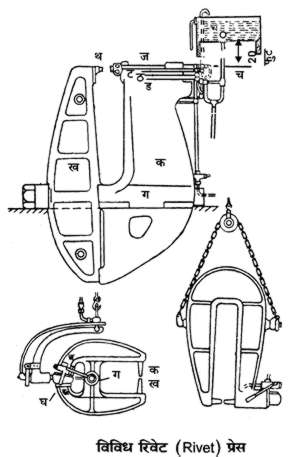 थ
ज
च
20
फुट
ट
ठ
ड
ख
क
ग
ग
क
ख
घ
विविध रिवेट (Rivet) प्रेस